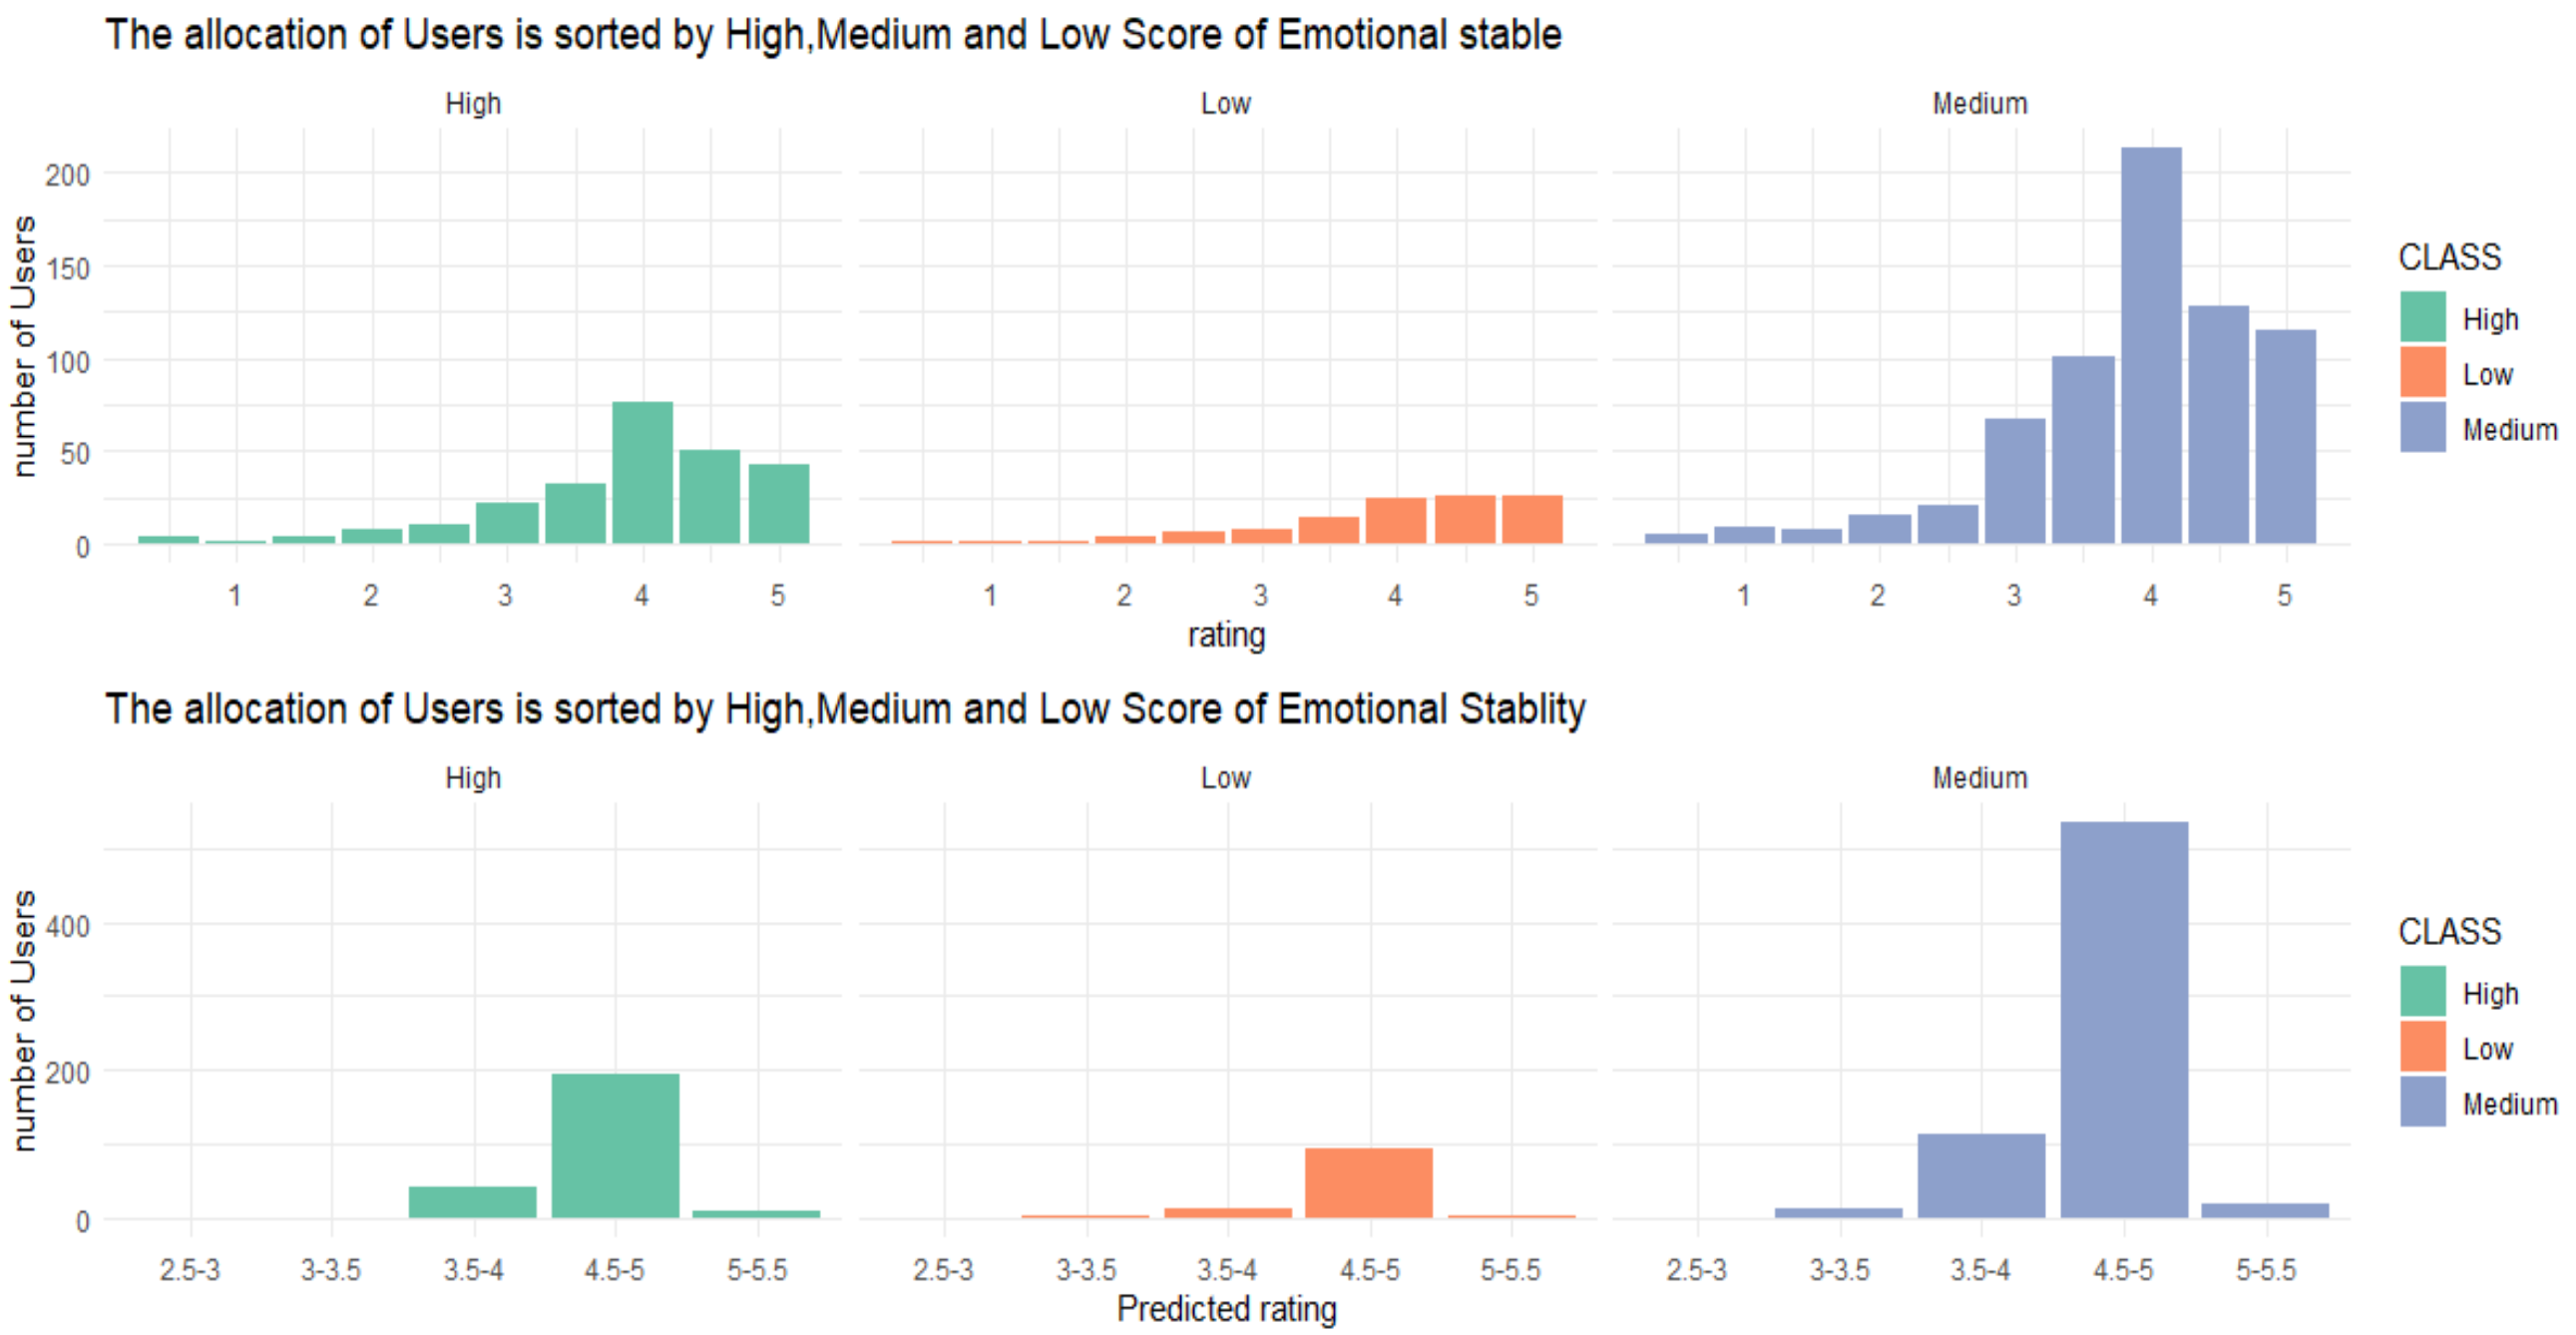 The allocation of Users is sorted by High,Medium and Low Score of Emotional stable
High
Low
Medium
number of Users
200
150
100
50
0
1 2 3 4 5
1 2 3 4 5
1 2 3 4 5
rating
CLASS
High
Low
Medium
The allocation of Users is sorted by High,Medium and Low Score of Emotional Stablity
High
Low
Medium
number of Users
400
200
0
2.5-3 3-3.5 3.5-4 4.5-5 5-5.5
2.5-3 3-3.5 3.5-4 4.5-5 5-5.5
2.5-3 3-3.5 3.5-4 4.5-5 5-5.5
Predicted rating
CLASS
High
Low
Medium